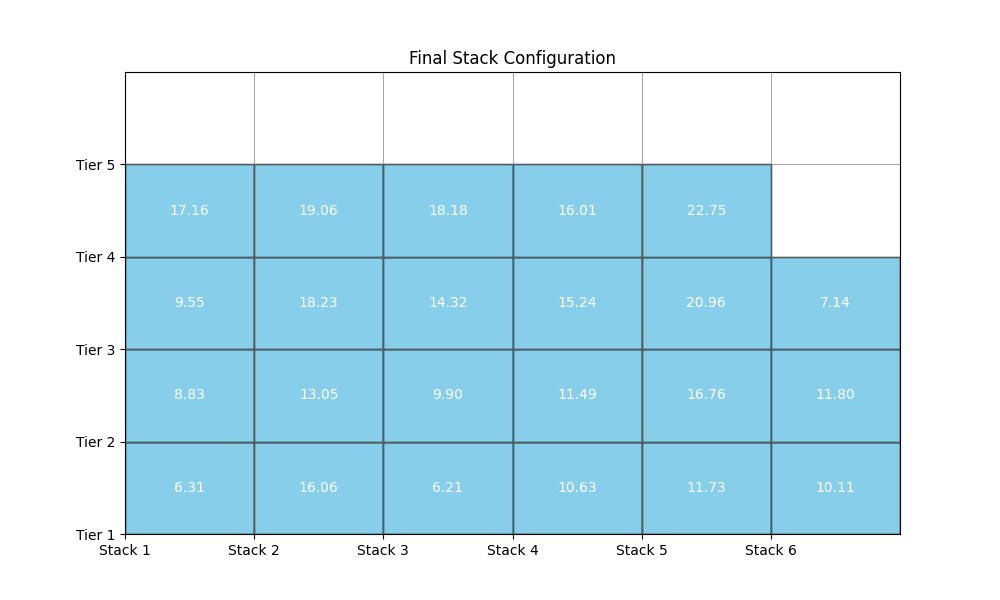 Final Stack Configuration
Tier 5
17.16 19.06 18.18 16.01 22.75
Tier 4
9.55 18.23 14.32 15.24 20.96 7.14
Tier 3
8.83 13.05 9.90 11.49 16.76 11.80
Tier 2
6.31 16.06 6.21 10.63 11.73 10.11
Tier 1
Stack 1 Stack 2 Stack 3 Stack 4 Stack 5 Stack 6